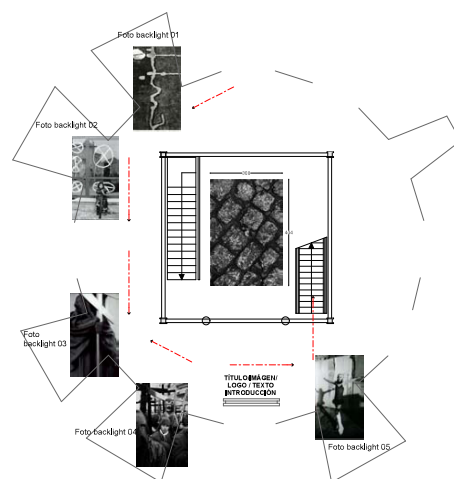 Foto backlight 01
Foto backlight 02
Foto
backlight 03
Foto backlight 04
Foto backlight 05
TÍTULO/IMÁGEN/
LOGO / TEXTO
INTRODUCCIÓN